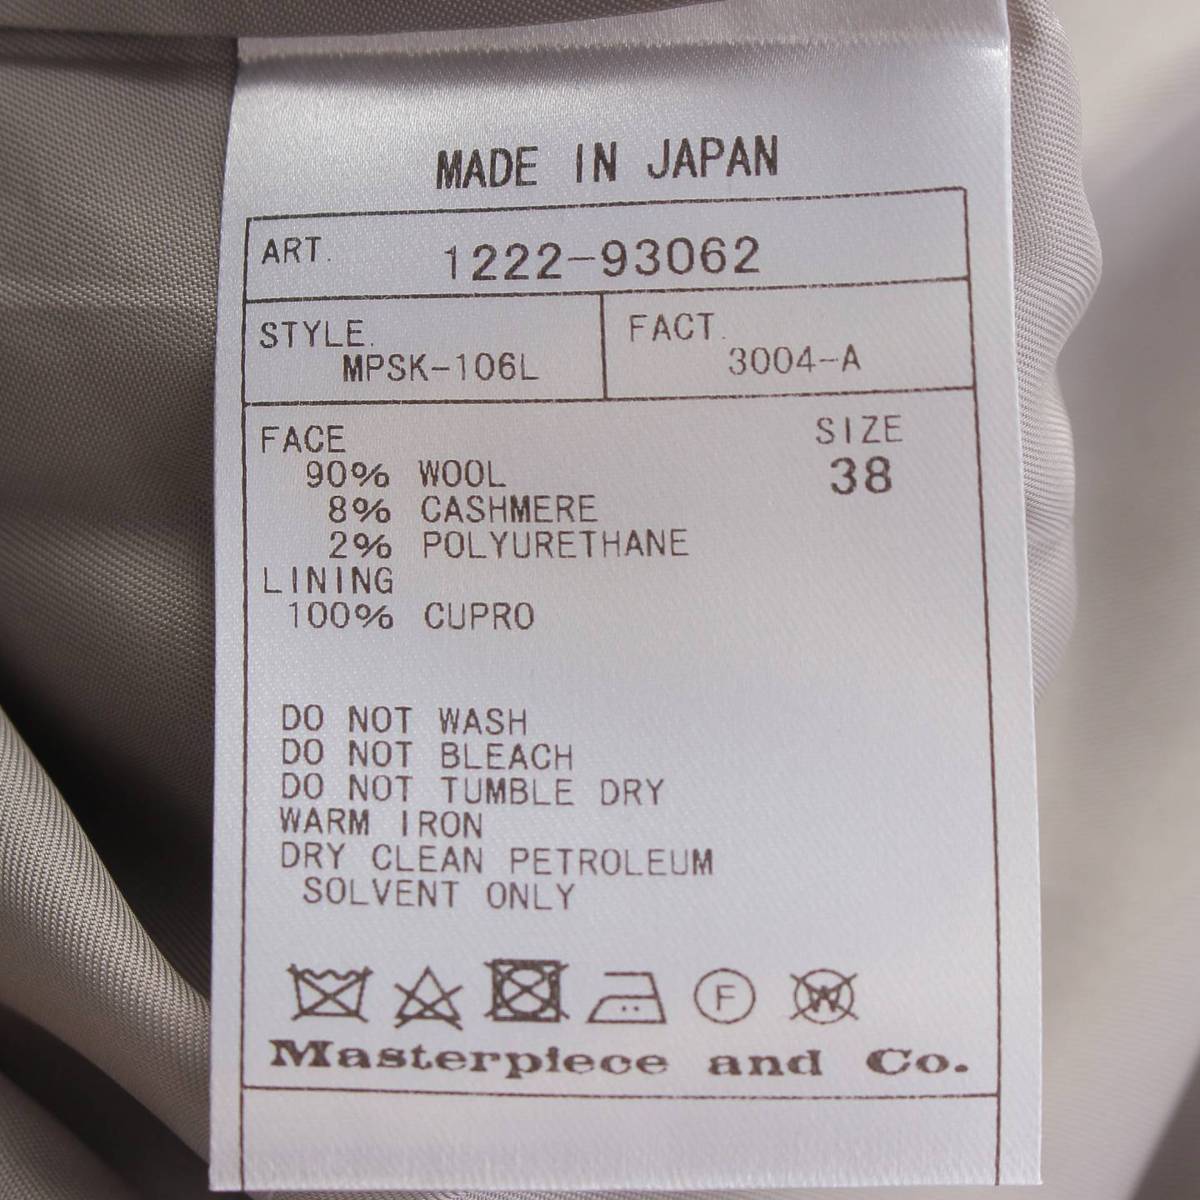 MADE IN JAPAN
ART. 1222-93062
STYLE.
MPSK-106L
FACT.
3004-A
FACE
90% WOOL
8% CASHMERE
2% POLYURETHANE
LINING
100% CUPRO
SIZE
38
DO NOT WASH
DO NOT BLEACH
DO NOT TUMBLE DRY
WARM IRON
DRY CLEAN PETROLEUM
SOLVENT ONLY
F W
Masterpiece and Co.